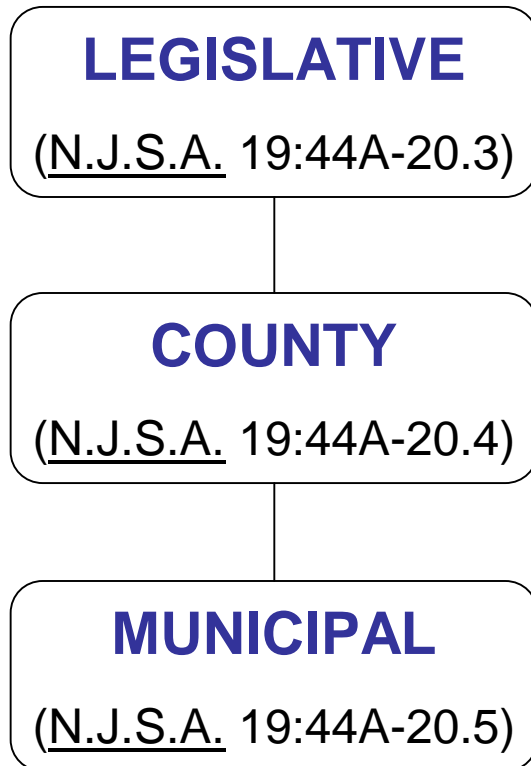 LEGISLATIVE
(N.J.S.A. 19:44A-20.3)
COUNTY
(N.J.S.A. 19:44A-20.4)
MUNICIPAL
(N.J.S.A. 19:44A-20.5)